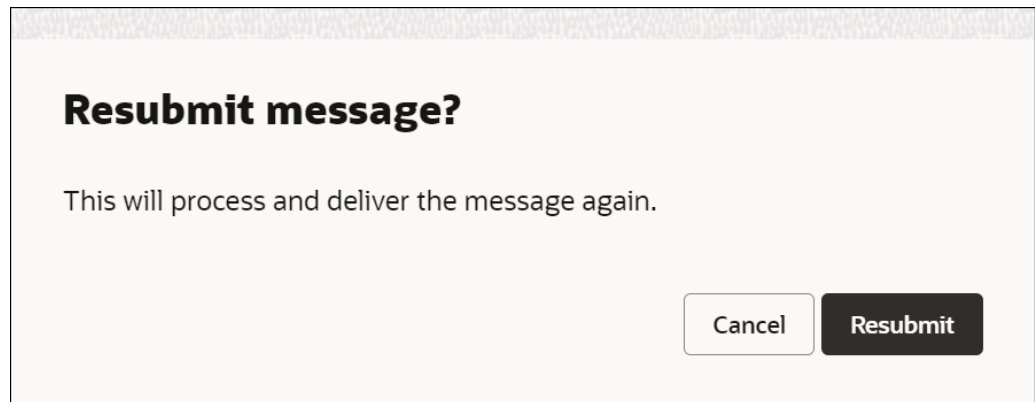 Resubmit message?
This will process and deliver the message again.
Cancel Resubmit